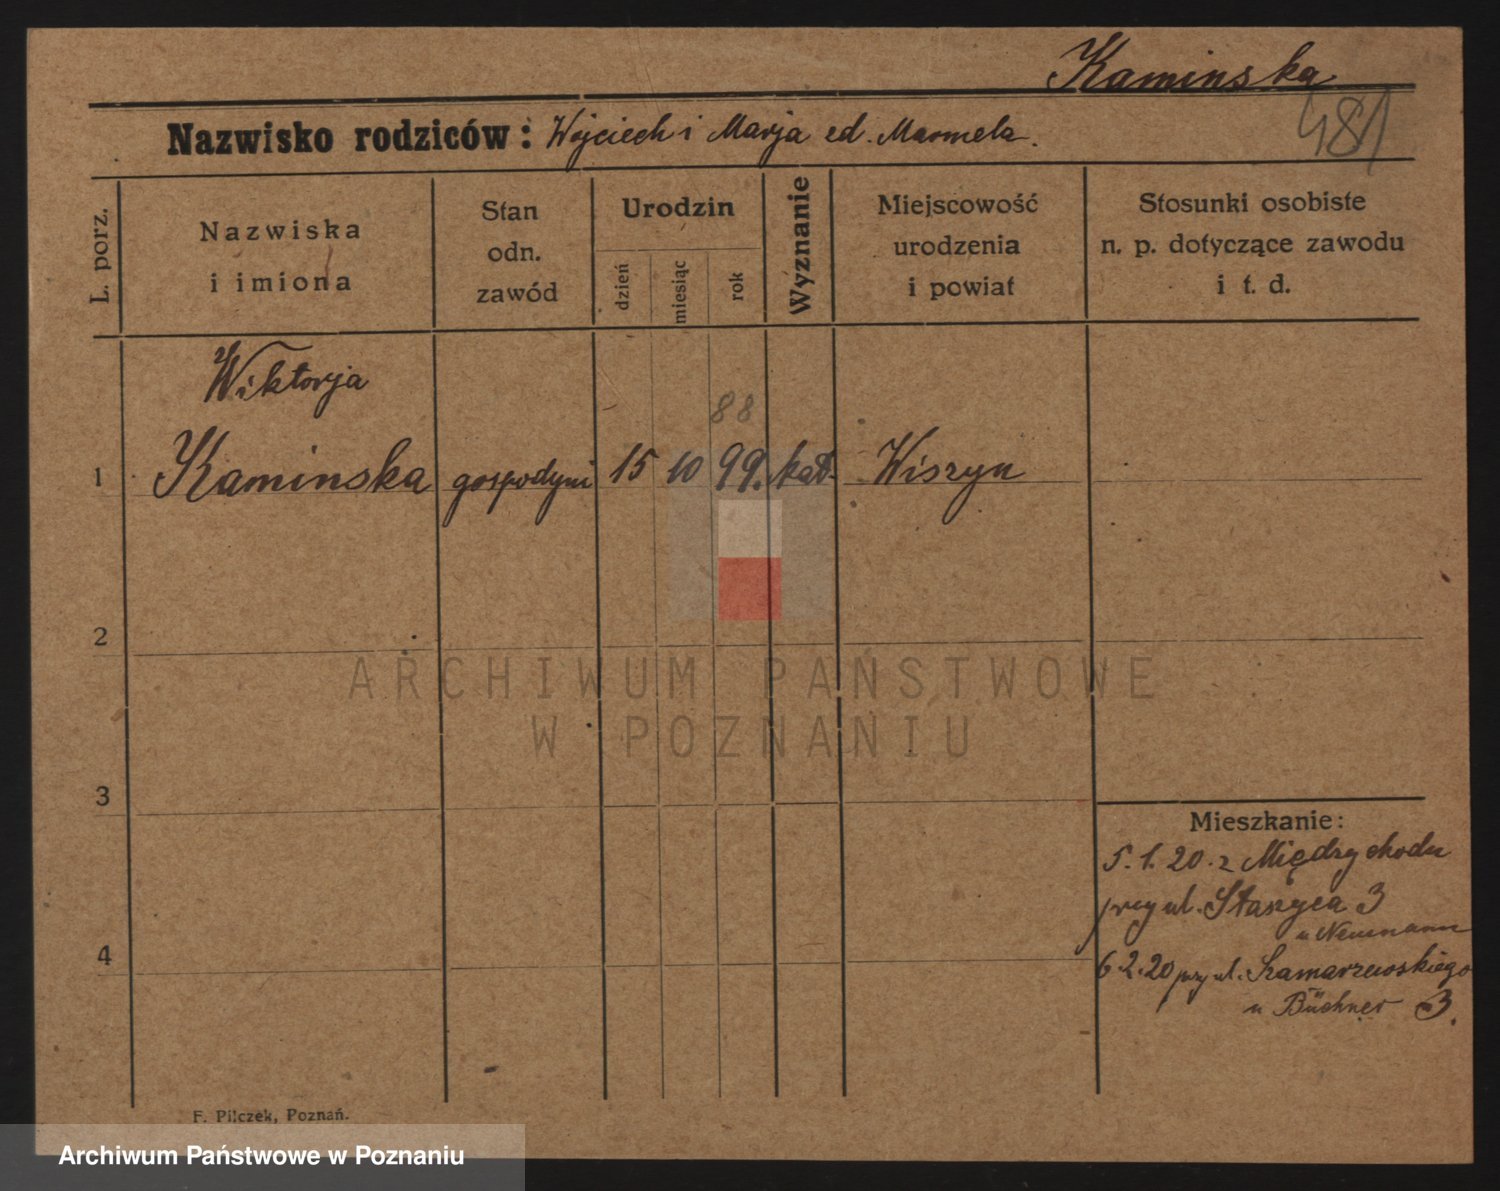 Kaminska
481
Nazwisko rodziców: Wojciech i Marja ed. Marmela.
L. porz.
Nazwiska
i imiona
Stan
odn.
zawód
Urodzin
dzień
miesiąc
rok
Wyznanie
Miejscowość
urodzenia
i powiat
Stosunki osobiste
n. p. dotyczące zawodu
i t. d.
Wiktorja
88
1 Kaminska gospodyni 15 10 99. kat. Wiszyn
2
ARCHIWUM PAŃSTWOWE
W POZNANIU
3
Mieszkanie:
5.1.20. z Międzychodu
przy ul. Staszyca 3
u Neumann
4
6.2.20 przy ul. Szamarzewskiego
u Büchner 3.
F. Pilczek, Poznań.
Archiwum Państwowe w Poznaniu